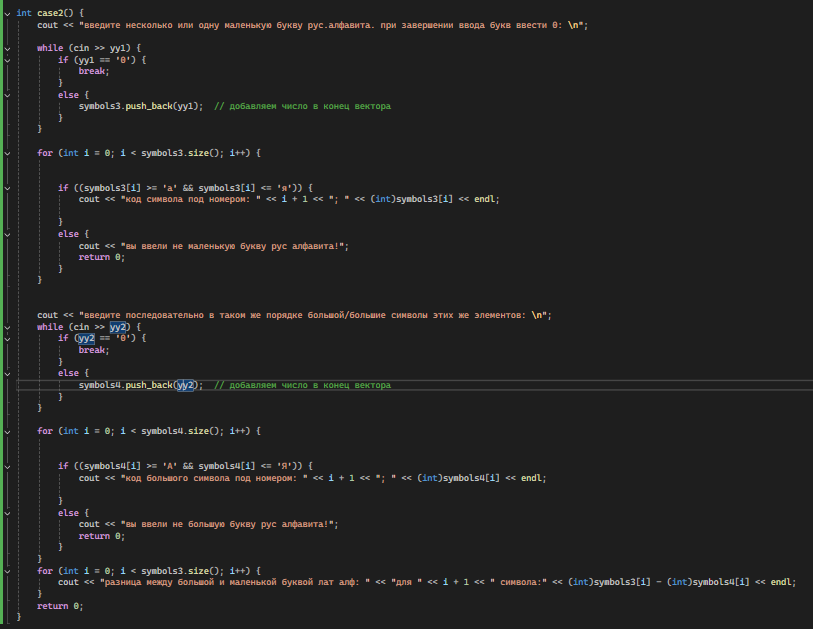 int case2() {
cout << "введите несколько или одну маленькую букву рус.алфавита. при завершении ввода букв ввести 0: \n";
while (cin >> yy1) {
if (yy1 == '0') {
break;
}
else {
symbols3.push_back(yy1); // добавляем число в конец вектора
}
}
for (int i = 0; i < symbols3.size(); i++) {
if ((symbols3[i] >= 'а' && symbols3[i] <= 'я')) {
cout << "код символа под номером: " << i + 1 << "; " << (int)symbols3[i] << endl;
}
else {
cout << "вы ввели не маленькую букву рус алфавита!";
return 0;
}
}
cout << "введите последовательно в таком же порядке большой/большие символы этих же элементов: \n";
while (cin >> yy2) {
if (yy2 == '0') {
break;
}
else {
symbols4.push_back(yy2); // добавляем число в конец вектора
}
}
for (int i = 0; i < symbols4.size(); i++) {
if ((symbols4[i] >= 'А' && symbols4[i] <= 'Я')) {
cout << "код большого символа под номером: " << i + 1 << "; " << (int)symbols4[i] << endl;
}
else {
cout << "вы ввели не большую букву рус алфавита!";
return 0;
}
}
for (int i = 0; i < symbols3.size(); i++) {
cout << "разница между большой и маленькой буквой лат алф: " << "для " << i + 1 << " символа:" << (int)symbols3[i] - (int)symbols4[i] << endl;
}
return 0;
}